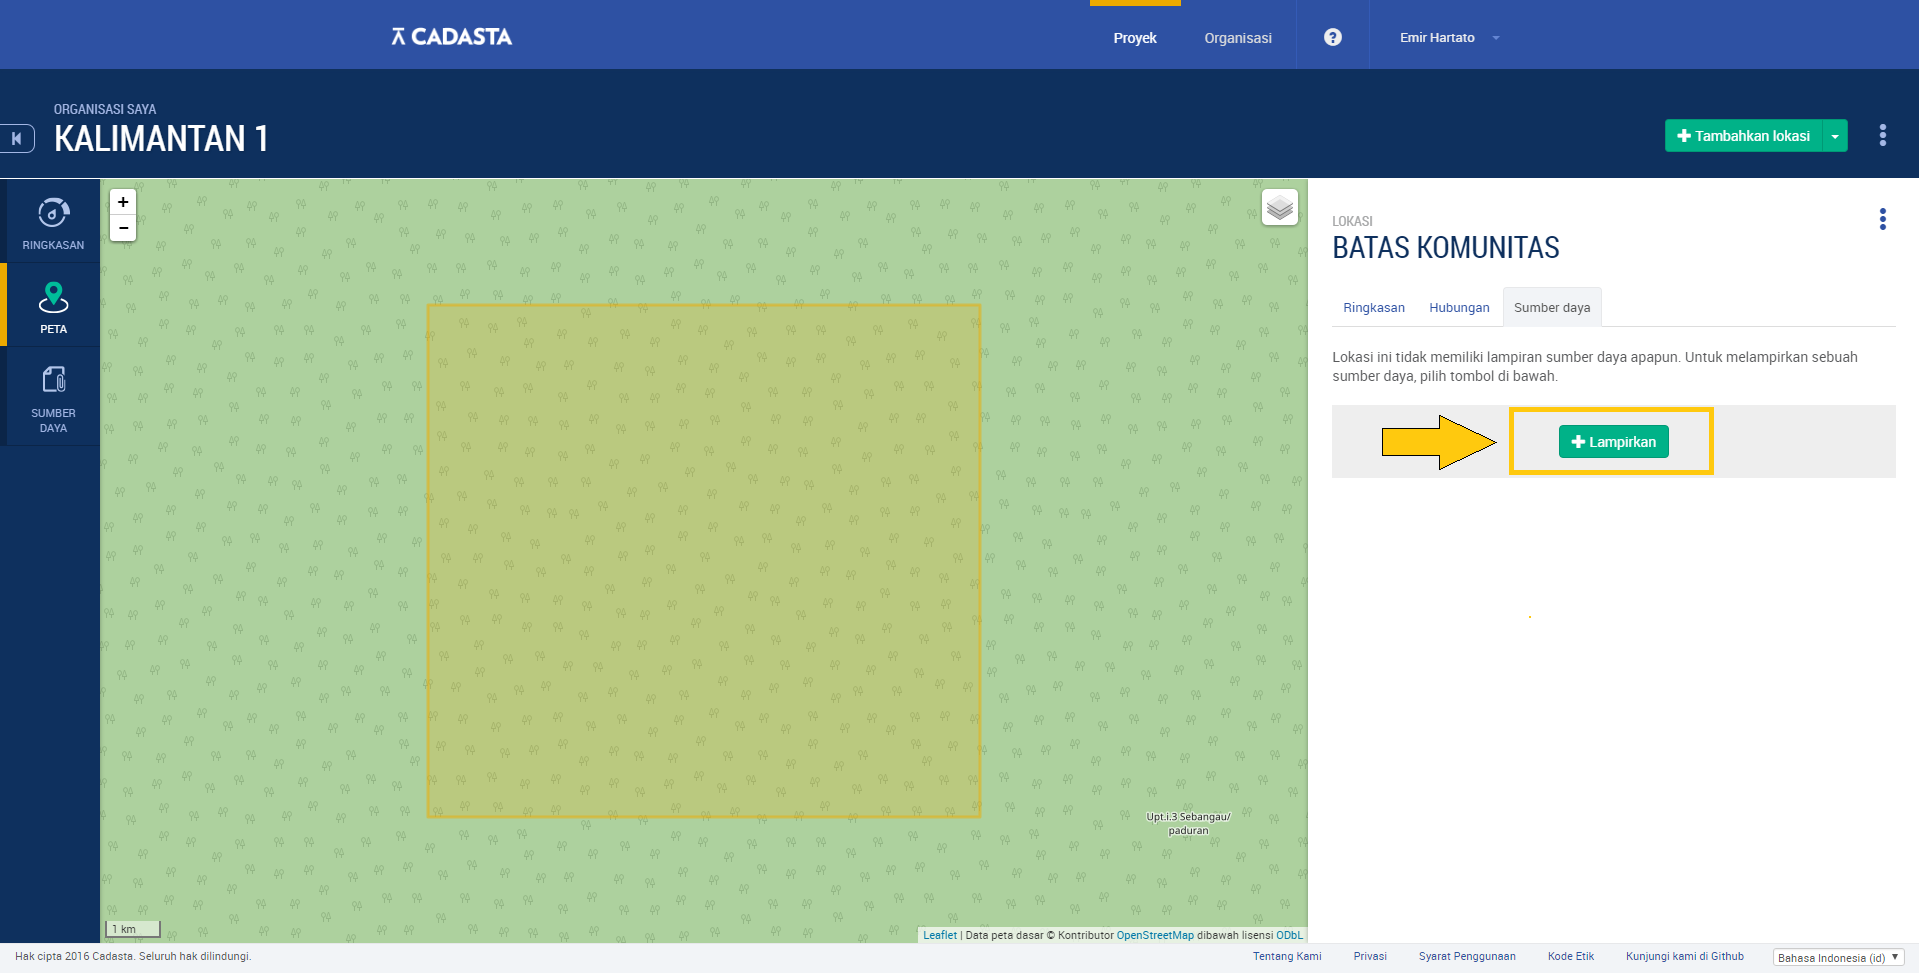 CADASTA
Proyek
Organisasi
?
Emir Hartato
ORGANISASI SAYA
KALIMANTAN 1
Tambahkan lokasi
RINGKASAN
PETA
SUMBER
DAYA
+
-
Upt.i.3 Sebangau/
paduran
1 km
Leaflet | Data peta dasar © Kontributor OpenStreetMap dibawah lisensi ODbL
LOKASI
BATAS KOMUNITAS
Ringkasan
Hubungan
Sumber daya
Lokasi ini tidak memiliki lampiran sumber daya apapun. Untuk melampirkan sebuah
sumber daya, pilih tombol di bawah.
Lampirkan
Hak cipta 2016 Cadasta. Seluruh hak dilindungi.
Tentang Kami
Privasi
Syarat Penggunaan
Kode Etik
Kunjungi kami di Github
Bahasa Indonesia (id)